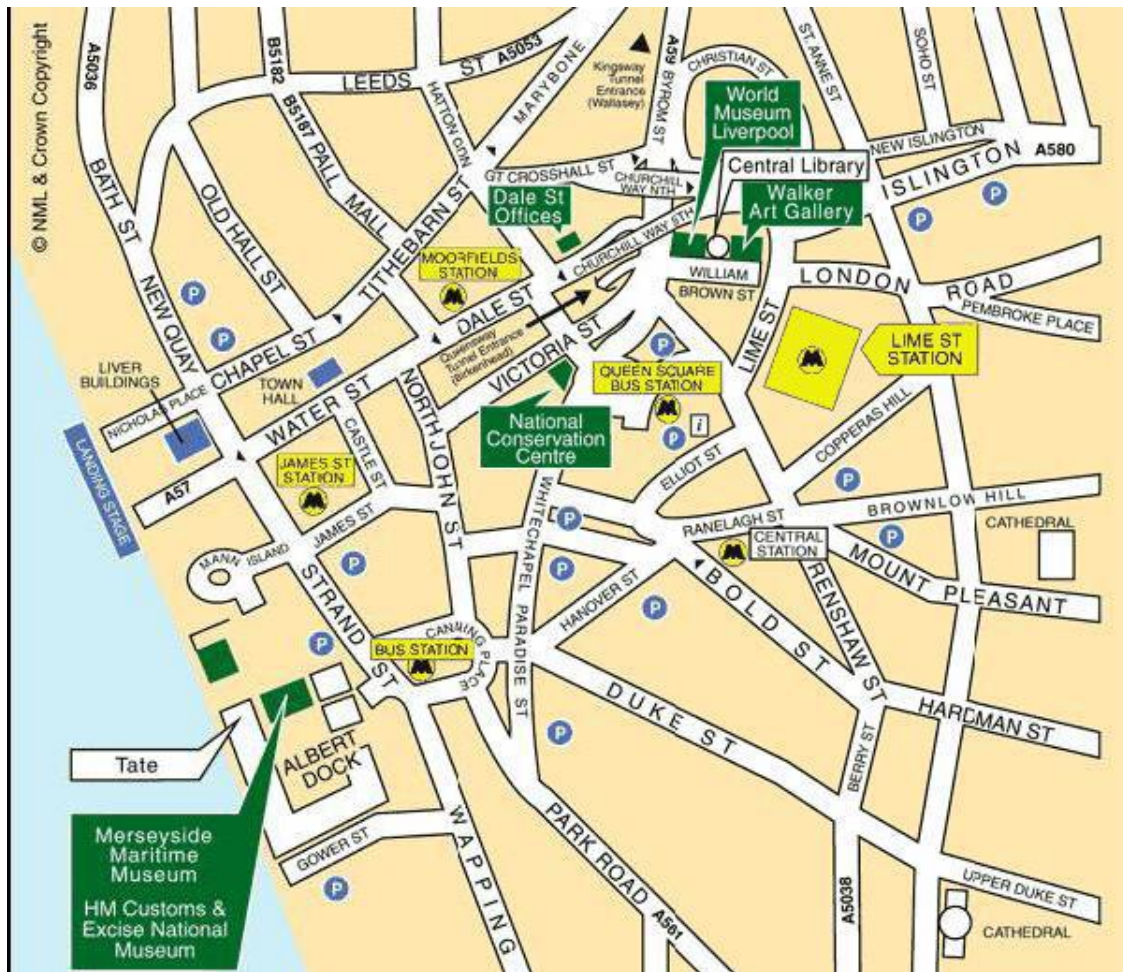 © NML & Crown Copyright
A5036
B5182
LEEDS ST A5053
B5187 PALL MALL
HATTON GDN
MARYBONE
Kingsway
Tunnel
Entrance
(Wallasey)
A59 BYROM ST
CHRISTIAN ST
ST. ANNE ST
SOHO ST
NEW ISLINGTON
ISLINGTON
A580
World
Museum
Liverpool
Central Library
Walker
Art Gallery
GT CROSSHALL ST
CHURCHILL
WAY NTH
CHURCHILL WAY STH
Dale St
Offices
BATH ST
OLD HALL ST
TITHEBARN ST
MOORFIELDS
STATION
WILLIAM
BROWN ST
LONDON ROAD
PEMBROKE PLACE
NEW QUAY
P
P
P
P
CHAPEL ST
DALE ST
Queensway
Tunnel Entrance
(Birkenhead)
VICTORIA ST
P
LIME ST
LIME ST
STATION
LIVER
BUILDINGS
TOWN
HALL
NICHOLAS PLACE
WATER ST
NORTH JOHN ST
QUEEN SQUARE
BUS STATION
National
Conservation
Centre
i
P
COPPERAS HILL
LANDING STAGE
A57
JAMES ST
STATION
CASTLE ST
ELLIOT ST
P
BROWNLOW HILL
CATHEDRAL
MANN ISLAND
JAMES ST
WHITECHAPEL
P
RANELAGH ST
CENTRAL
STATION
P
MOUNT PLEASANT
P
STRAND ST
PARADISE ST
P
HANOVER ST
P
BOLD ST
RENSHAW ST
P
BUS STATION
CANNING
PLACE
DUKE ST
HARDMAN ST
Tate
ALBERT
DOCK
P
BERRY ST
Merseyside
Maritime
Museum
HM Customs &
Excise National
Museum
GOWER ST
P
WAPPING
PARK ROAD
A561
A5038
UPPER DUKE ST
CATHEDRAL